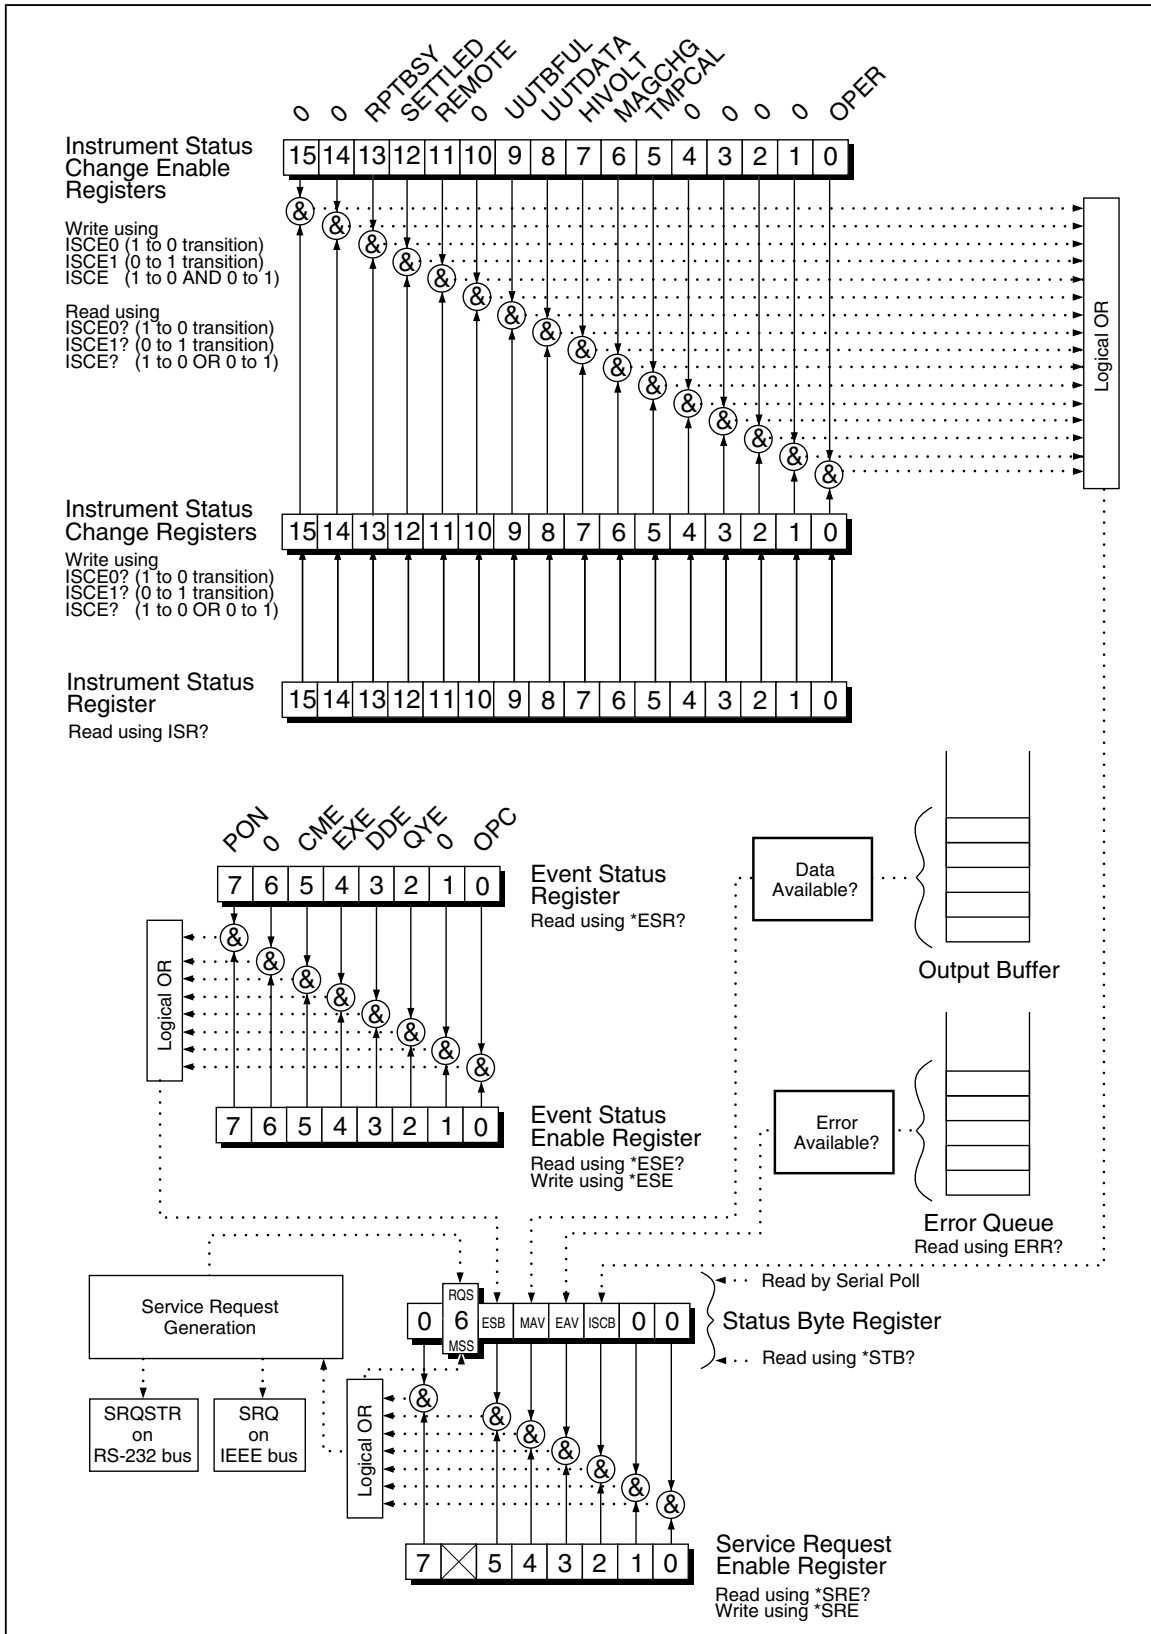 0 0 RPTBSY SETTLED REMOTE 0 UUTBFUL UUTDATA HIVOLT MAGCHG TMPCAL 0 0 0 0 OPER
Instrument Status
Change Enable
Registers
15 14 13 12 11 10 9 8 7 6 5 4 3 2 1 0
& & & & & & & & & & & & & & & &
Write using
ISCE0 (1 to 0 transition)
ISCE1 (0 to 1 transition)
ISCE (1 to 0 AND 0 to 1)
Read using
ISCE0? (1 to 0 transition)
ISCE1? (0 to 1 transition)
ISCE? (1 to 0 OR 0 to 1)
Logical OR
Instrument Status
Change Registers
15 14 13 12 11 10 9 8 7 6 5 4 3 2 1 0
Write using
ISCE0? (1 to 0 transition)
ISCE1? (0 to 1 transition)
ISCE? (1 to 0 OR 0 to 1)
Instrument Status
Register
15 14 13 12 11 10 9 8 7 6 5 4 3 2 1 0
Read using ISR?
PON 0 CME EXE DDE QYE 0 OPC
7 6 5 4 3 2 1 0
Event Status
Register
Read using *ESR?
& & & & & & & &
Logical OR
Data
Available?
Output Buffer
7 6 5 4 3 2 1 0
Event Status
Enable Register
Read using *ESE?
Write using *ESE
Error
Available?
Error Queue
Read using ERR?
Service Request
Generation
RQS
0 6 ESB MAV EAV ISCB 0 0
MSS
Read by Serial Poll
Status Byte Register
Read using *STB?
SRQSTR
on
RS-232 bus
SRQ
on
IEEE bus
Logical OR
& & & & & & &
7 5 4 3 2 1 0
Service Request
Enable Register
Read using *SRE?
Write using *SRE